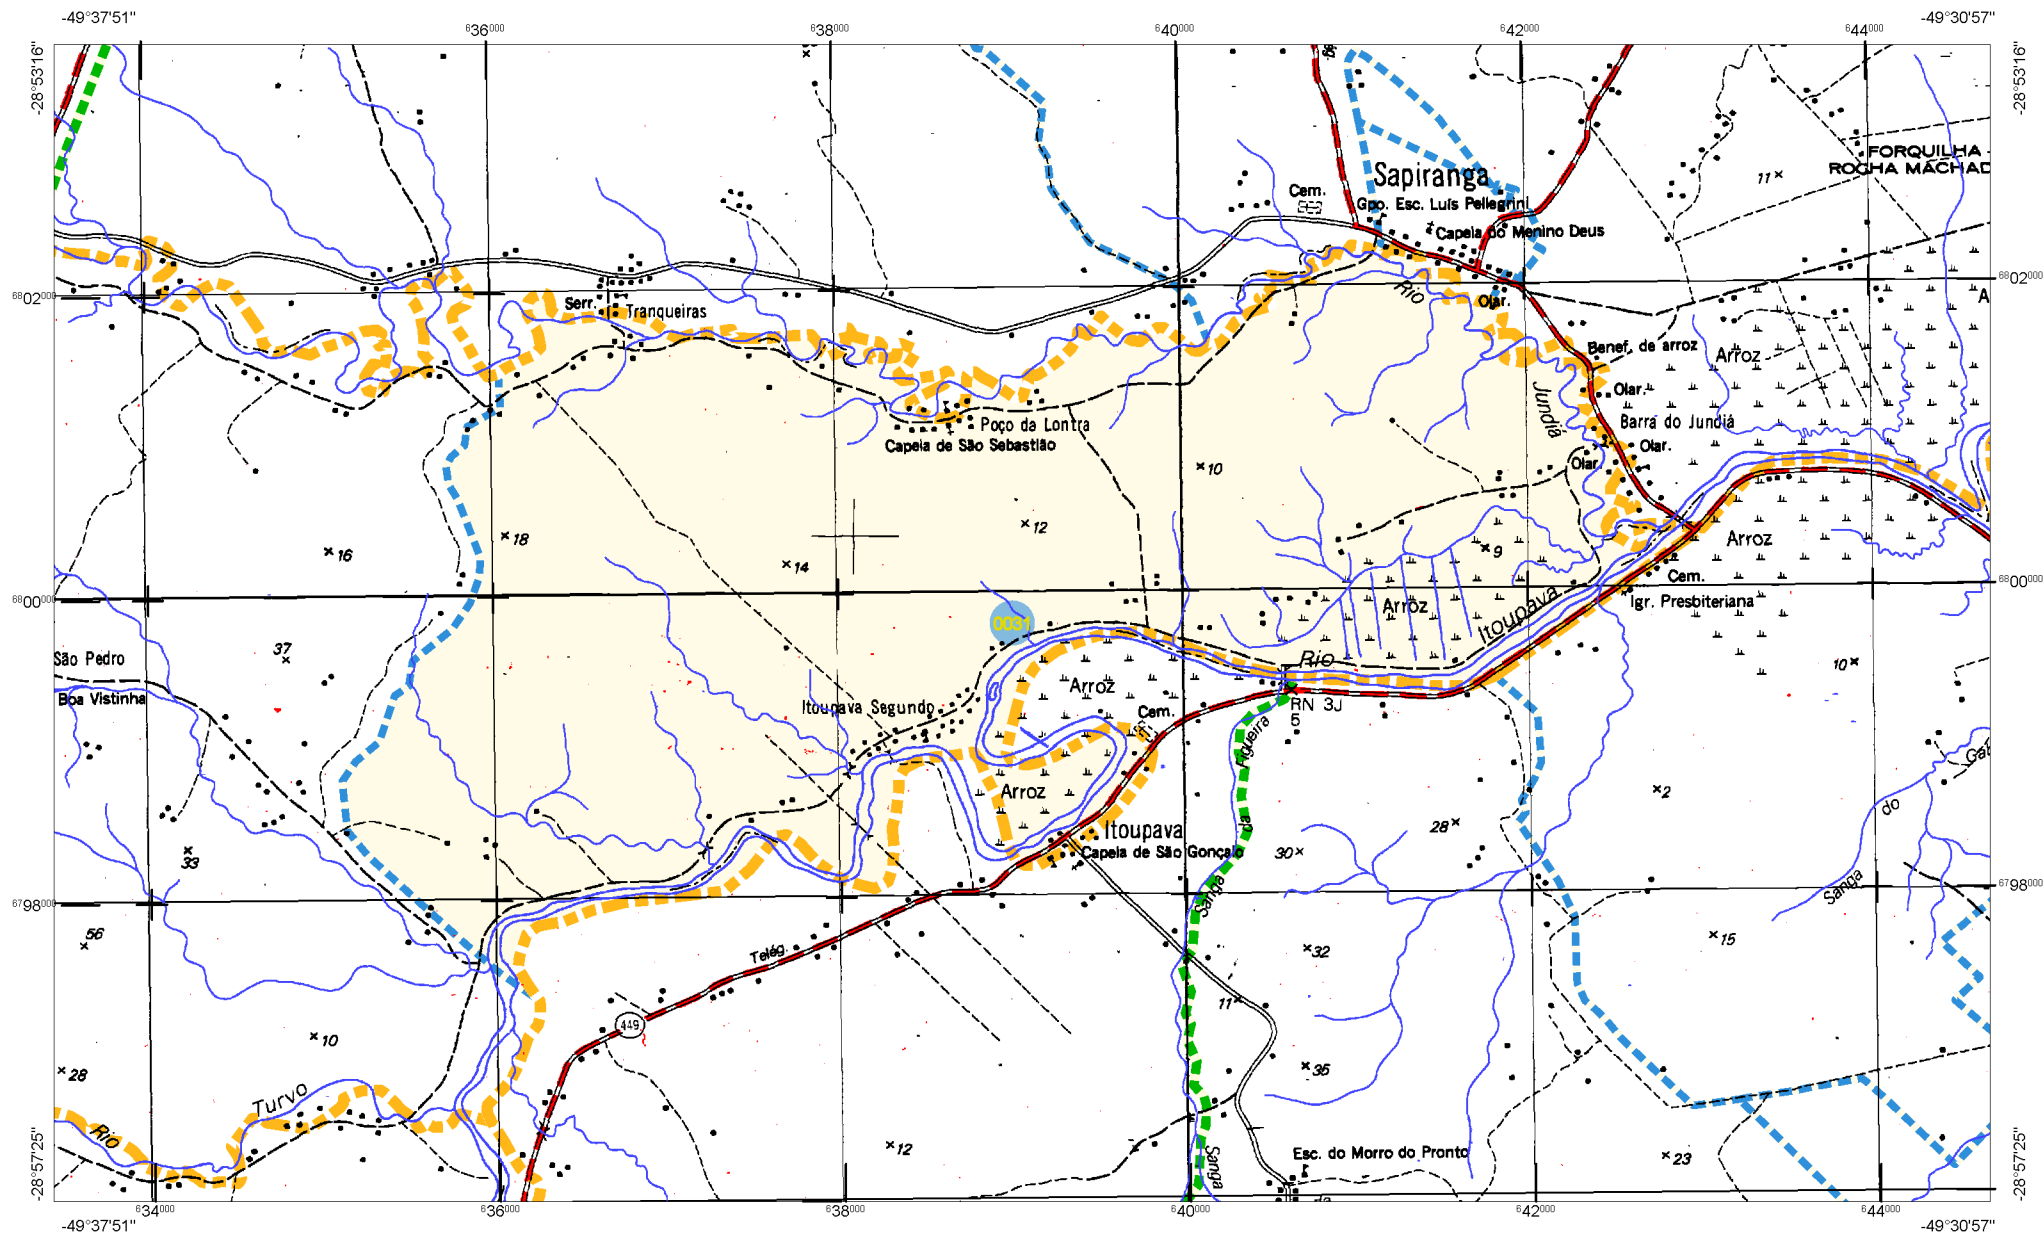 -49°37'51"
-49°30'57"
636000
638000
640000
642000
644000
-28°53'16"
-28°53'16"
FORQUILHA
ROCHA MACHAD
11
Sapiranga
Cem.
Gpo. Esc. Luís Pellegrini
Capela do Menino Deus
6802000
6802000
Serr.
Tranqueiras
Rio
Olar.
A
Benef. de arroz
Arroz
Jundiá
Olar.
Barra do Jundiá
Poço da Lontra
Capela de São Sebastião
Olar.
Olar.
10
12
18
16
14
9
Arroz
Cem.
Igr. Presbiteriana
6800000
6800000
Arroz
Itoupava
0031
37
São Pedro
Boa Vistinha
Rio
10
Arroz
Itoupava Segundo
Cem.
RN 3J
5
Figueira
da
Sanga
Gab
do
Sanga
Arroz
2
28
Itoupava
Capela de São Gonçalo
30
33
6798000
6798000
56
Telég.
32
15
11
449
10
28
35
Turvo
Rio
12
Esc. do Morro do Pronto
23
Sanga
-28°57'25"
-28°57'25"
634000
636000
638000
640000
642000
644000
-49°37'51"
-49°30'57"